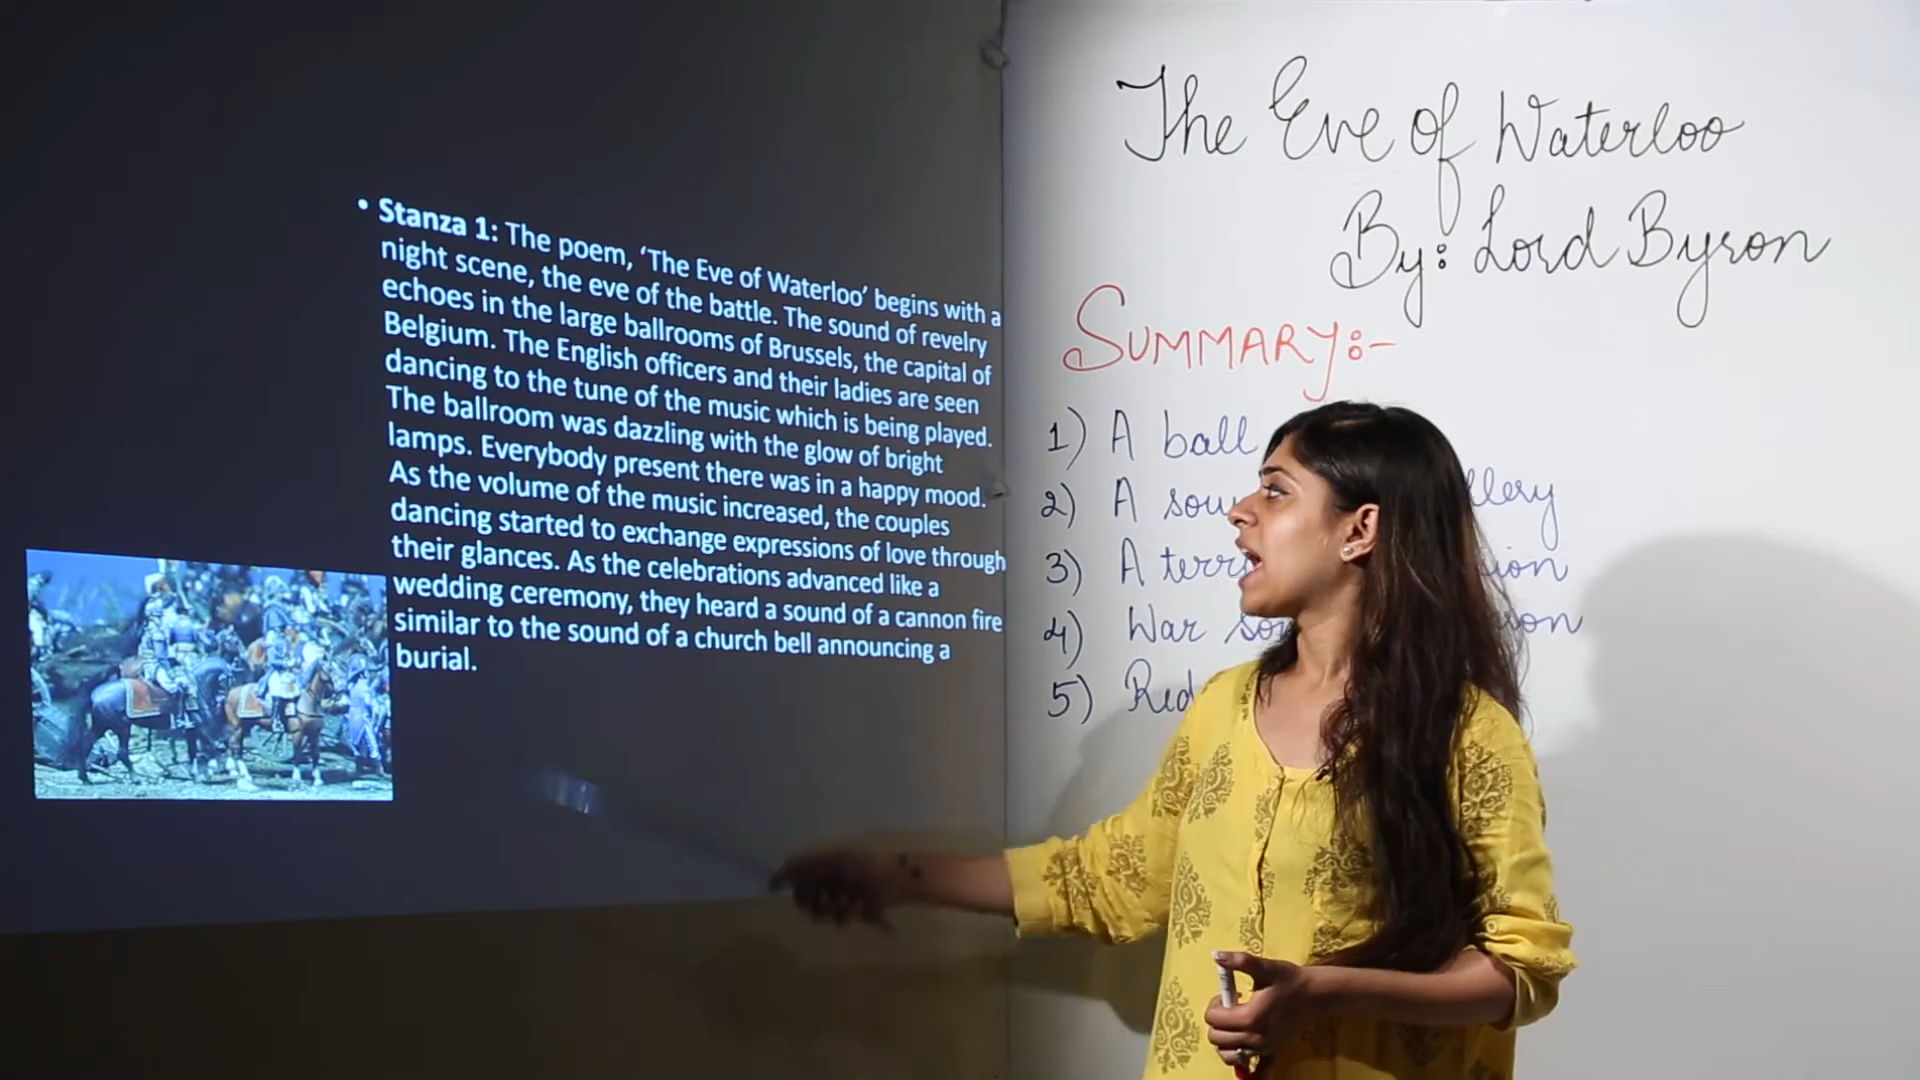 • Stanza 1: The poem, ‘The Eve of Waterloo’ begins with a
night scene, the eve of the battle. The sound of revelry
echoes in the large ballrooms of Brussels, the capital of
Belgium. The English officers and their ladies are seen
dancing to the tune of the music which is being played.
The ballroom was dazzling with the glow of bright
lamps. Everybody present there was in a happy mood.
As the volume of the music increased, the couples
dancing started to exchange expressions of love through
their glances. As the celebrations advanced like a
wedding ceremony, they heard a sound of a cannon fire
similar to the sound of a church bell announcing a
burial.
The Eve of Waterloo
By: Lord Byron
SUMMARY:-
1) A ball
2) A
3) A
4) War
5)